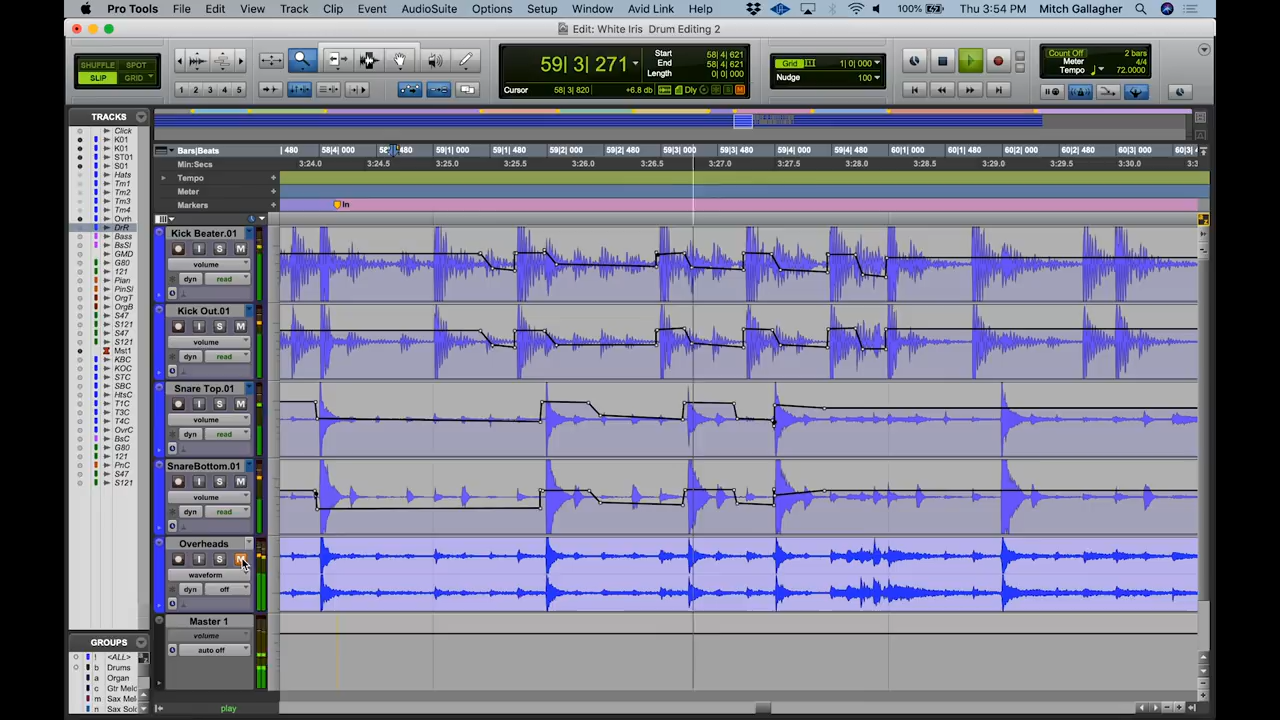 Pro Tools File Edit View Track Clip Event AudioSuite Options Setup Window Avid Link Help 100% Thu 3:54 PM Mitch Gallagher
Edit: White Iris Drum Editing 2
SHUFFLE SPOT
SLIP GRID
1 2 3 4 5
59| 3| 271
Start 58| 4| 621
End 58| 4| 621
Length 0| 0| 000
Cursor 58| 3| 820 +6.8 db Dly
Grid 1| 0| 000
Nudge 100
Count Off 2 bars
Meter 4/4
Tempo 72.0000
TRACKS
Click
K01
K01
ST01
S01
Hats
Tm1
Tm2
Tm3
Tm4
Ovrh
DrR
Bass
BsSl
GMD
G80
121
Pian
PinSl
OrgT
OrgB
S47
S121
S47
S121
Mst1
KBC
KOC
STC
SBC
HtsC
T1C
T3C
T4C
OvrC
BsC
G80
121
PnC
S47
S121
GROUPS
! <ALL>
b Drums
a Organ
c Gtr Melo
m Sax Mel
n Sax Solo
Bars|Beats | 480 58|4| 000 480 59|1| 000 59|1| 480 59|2| 000 59|2| 480 59|3| 000 59|3| 480 59|4| 000 59|4| 480 60|1| 000 60|1| 480 60|2| 000 60|2| 480 60|3| 000 60|3| 4
Min:Secs 3:24.0 3:24.5 3:25.0 3:25.5 3:26.0 3:26.5 3:27.0 3:27.5 3:28.0 3:28.5 3:29.0 3:29.5 3:30.0
Tempo
Meter
Markers In
Kick Beater.01
I S M
volume
dyn read
Kick Out.01
I S M
volume
dyn read
Snare Top.01
I S M
volume
dyn read
SnareBottom.01
I S M
volume
dyn read
Overheads
I S M
waveform
dyn off
Master 1
volume
auto off
play